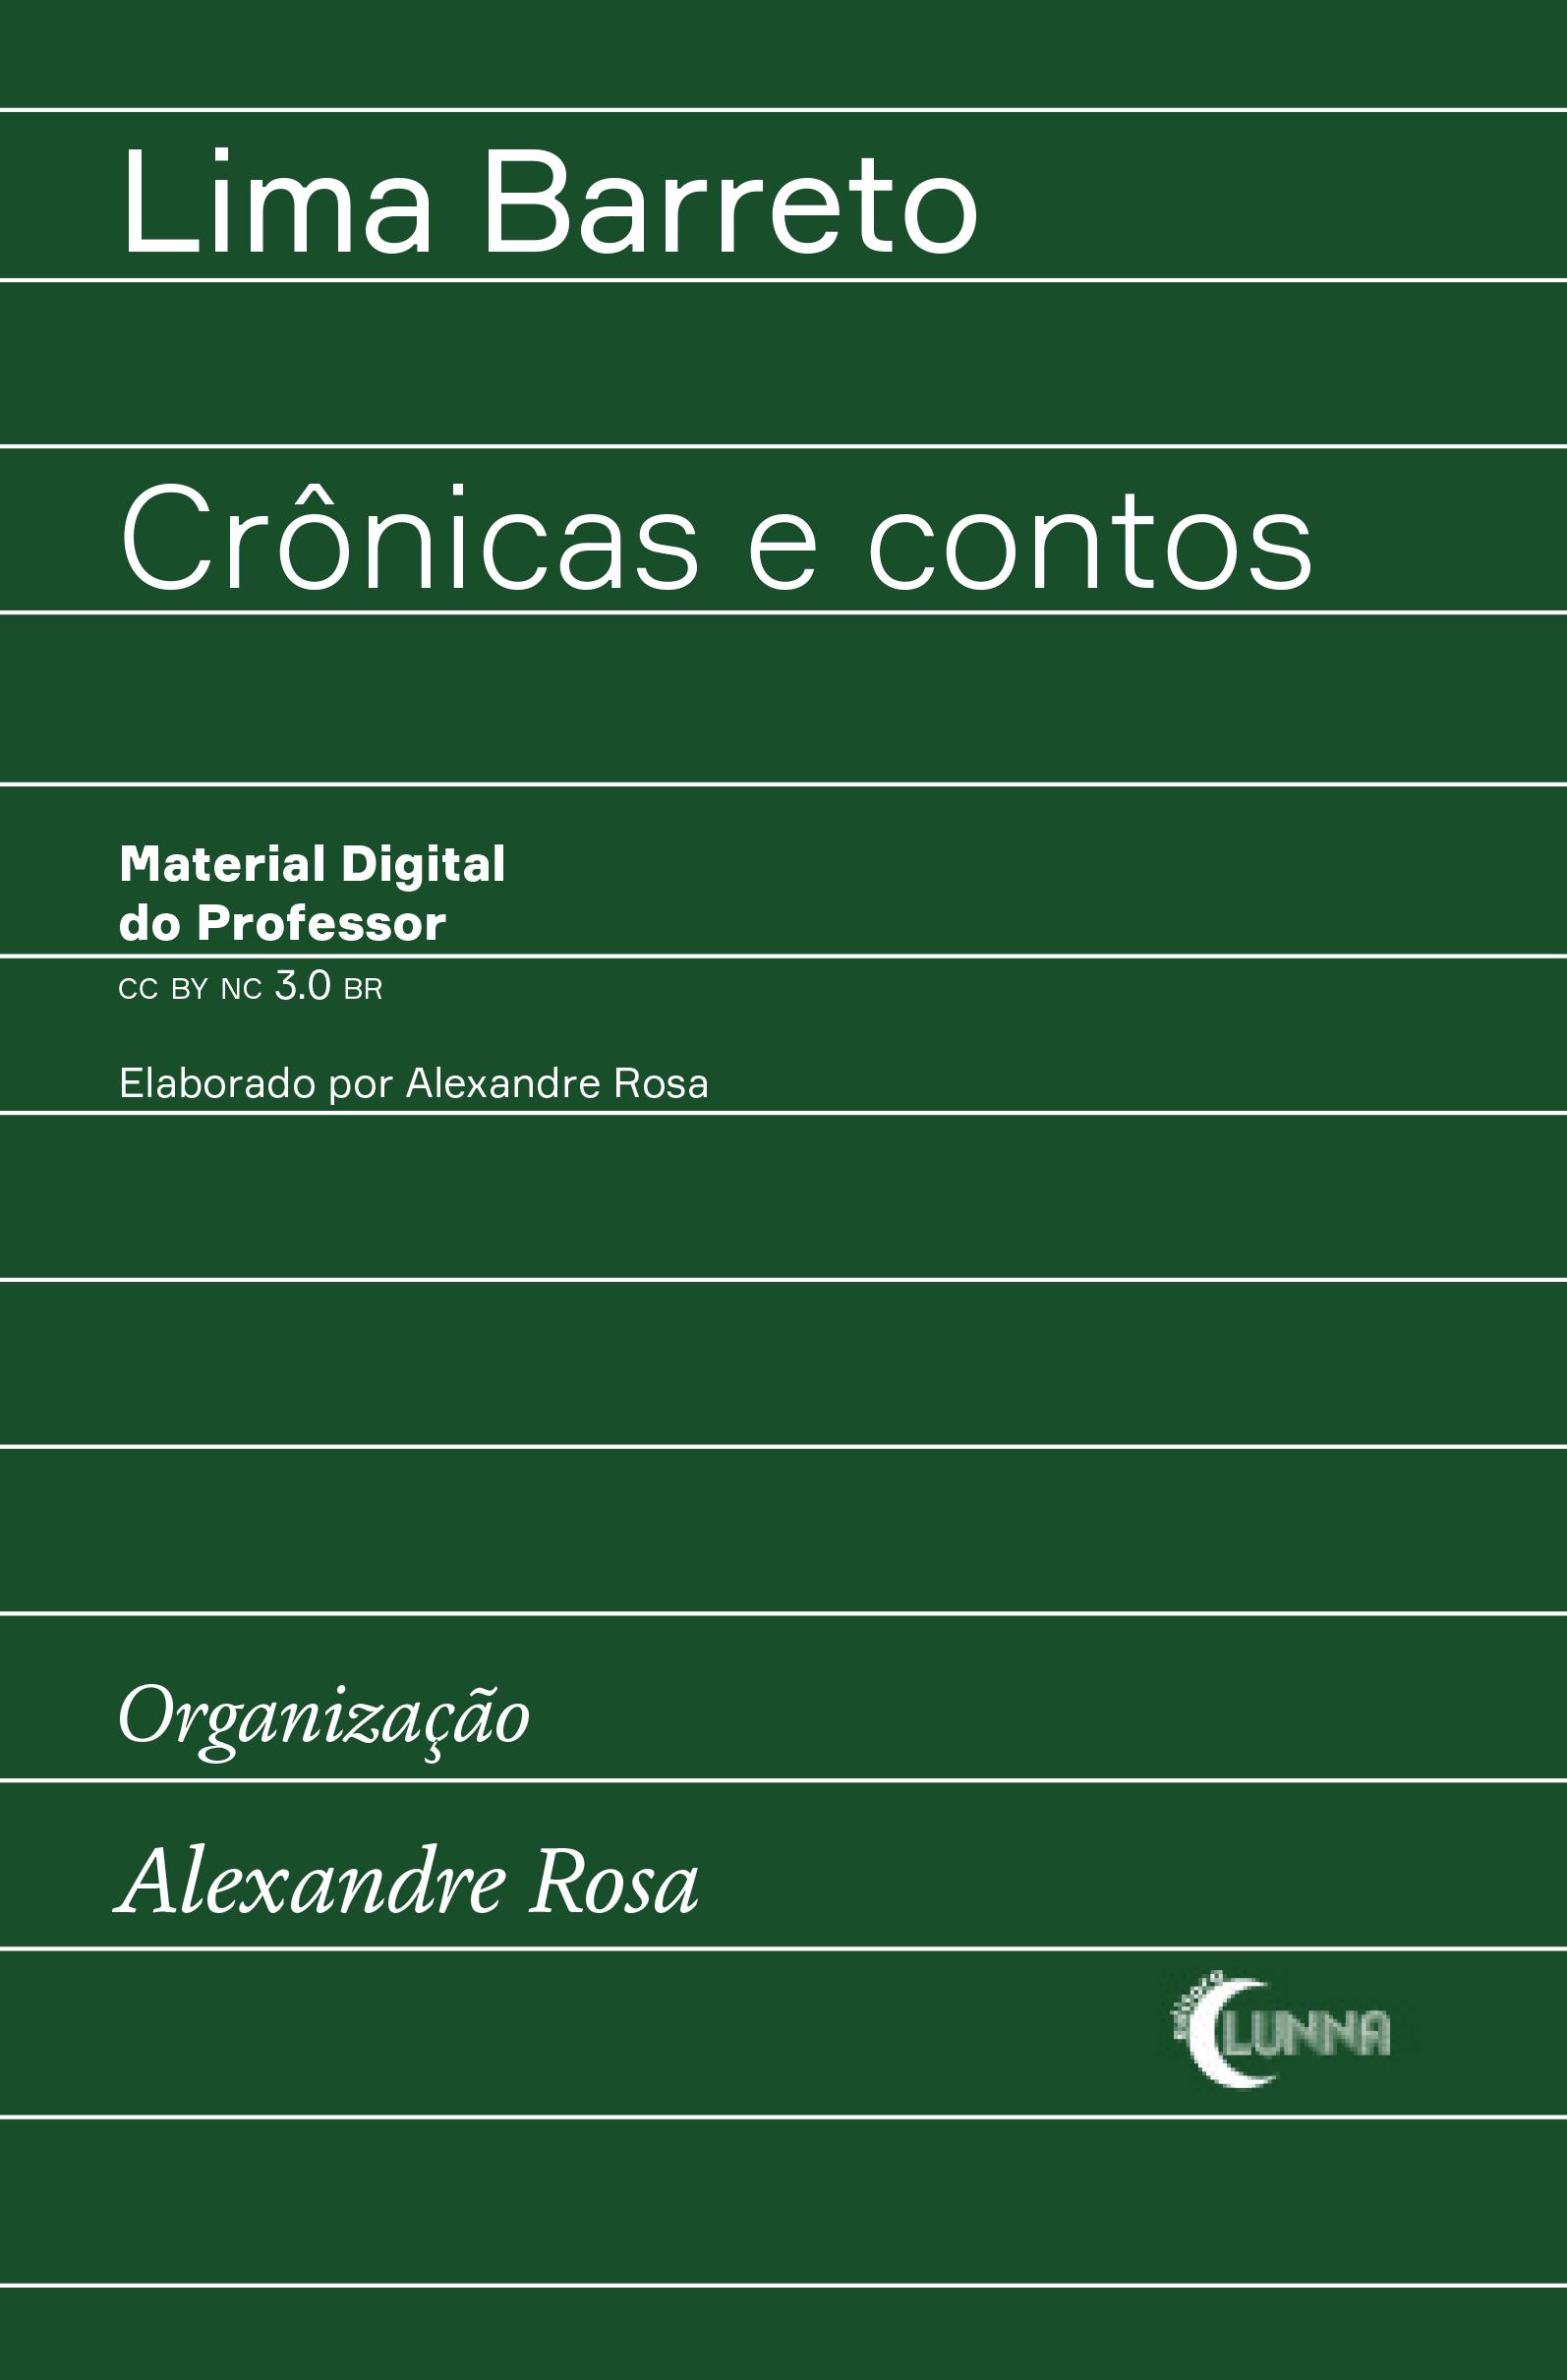 Lima Barreto
Crônicas e contos
Material Digital
do Professor
CC BY NC 3.0 BR
Elaborado por Alexandre Rosa
Organização
Alexandre Rosa
LUNNA